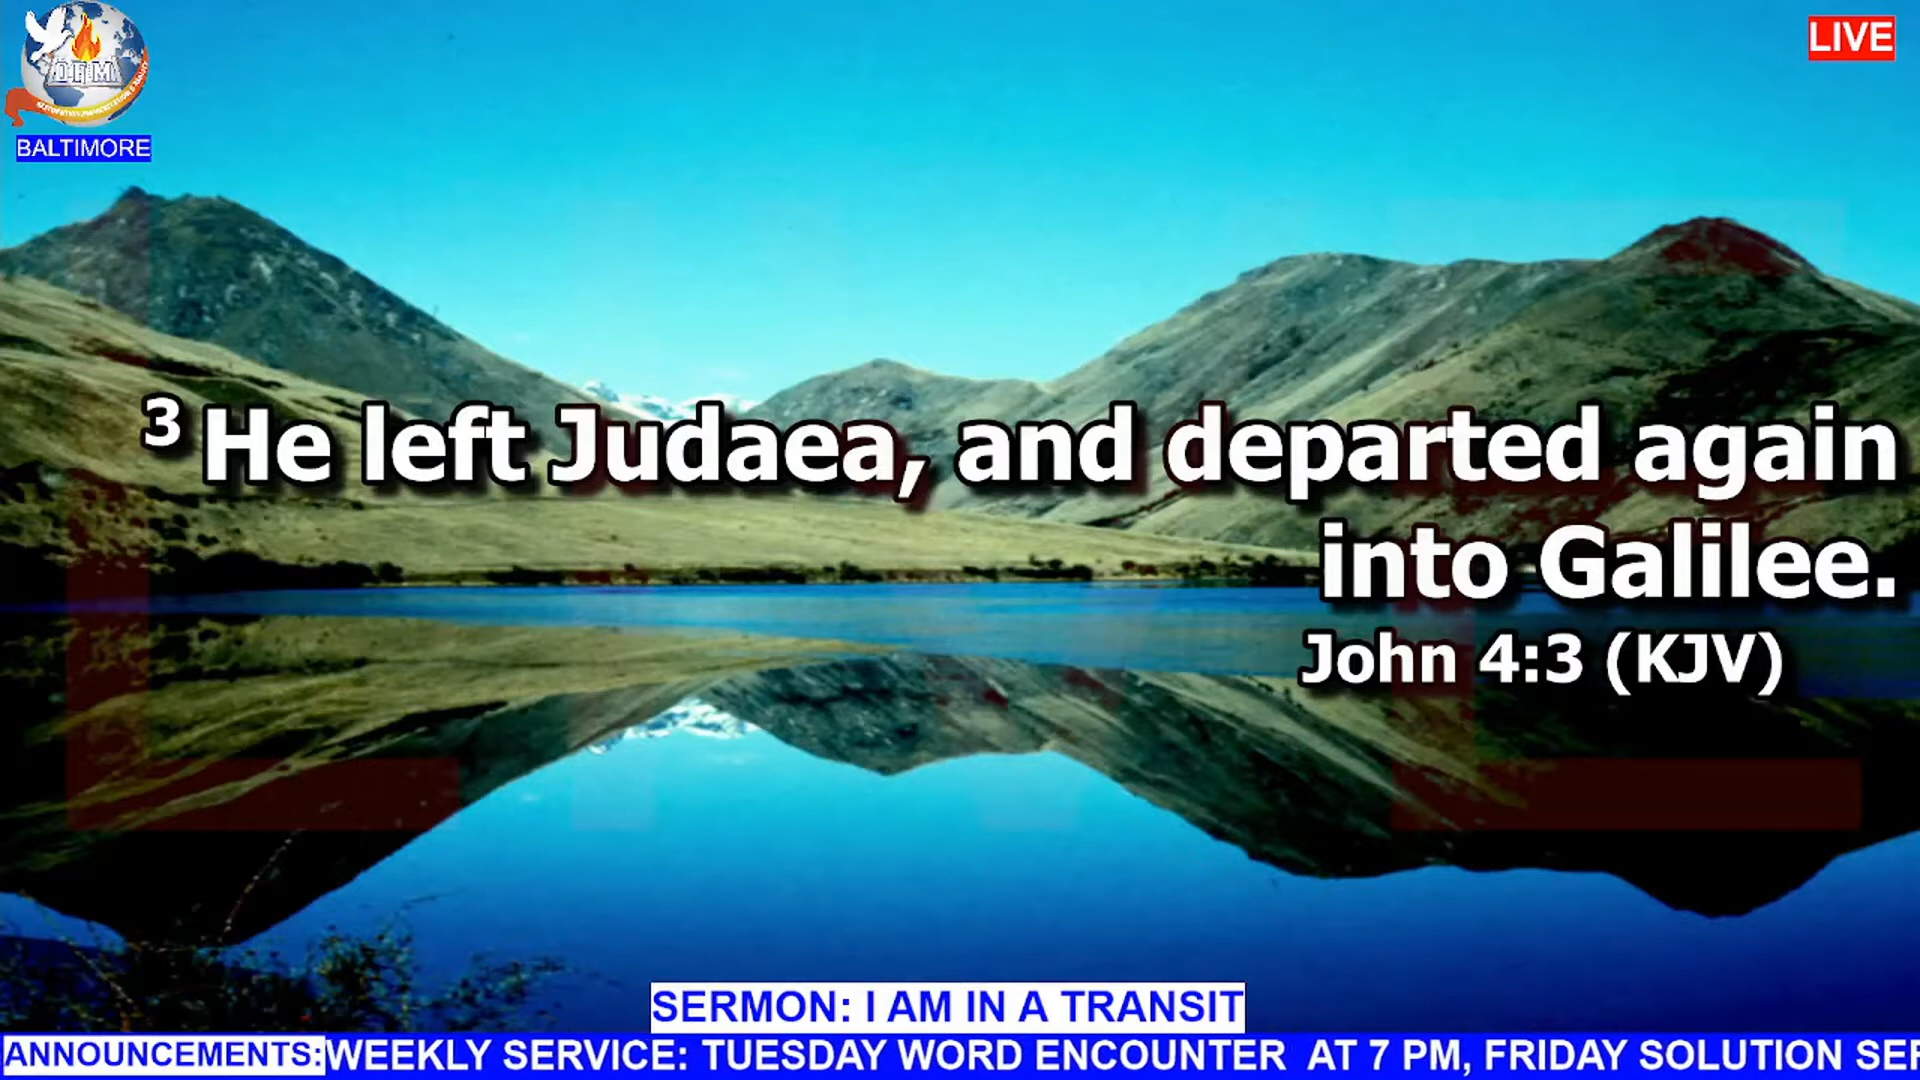 LIVE
BALTIMORE
3 He left Judaea, and departed again
into Galilee.
John 4:3 (KJV)
SERMON: I AM IN A TRANSIT
ANNOUNCEMENTS: WEEKLY SERVICE: TUESDAY WORD ENCOUNTER AT 7 PM, FRIDAY SOLUTION